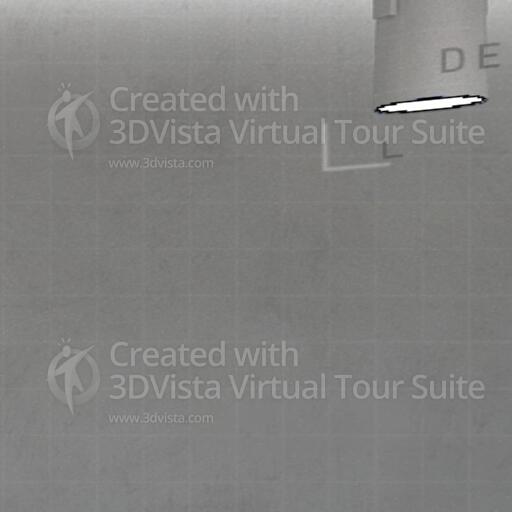 DE
Created with
3DVista Virtual Tour Suite
www.3dvista.com
L
Created with
3DVista Virtual Tour Suite
www.3dvista.com